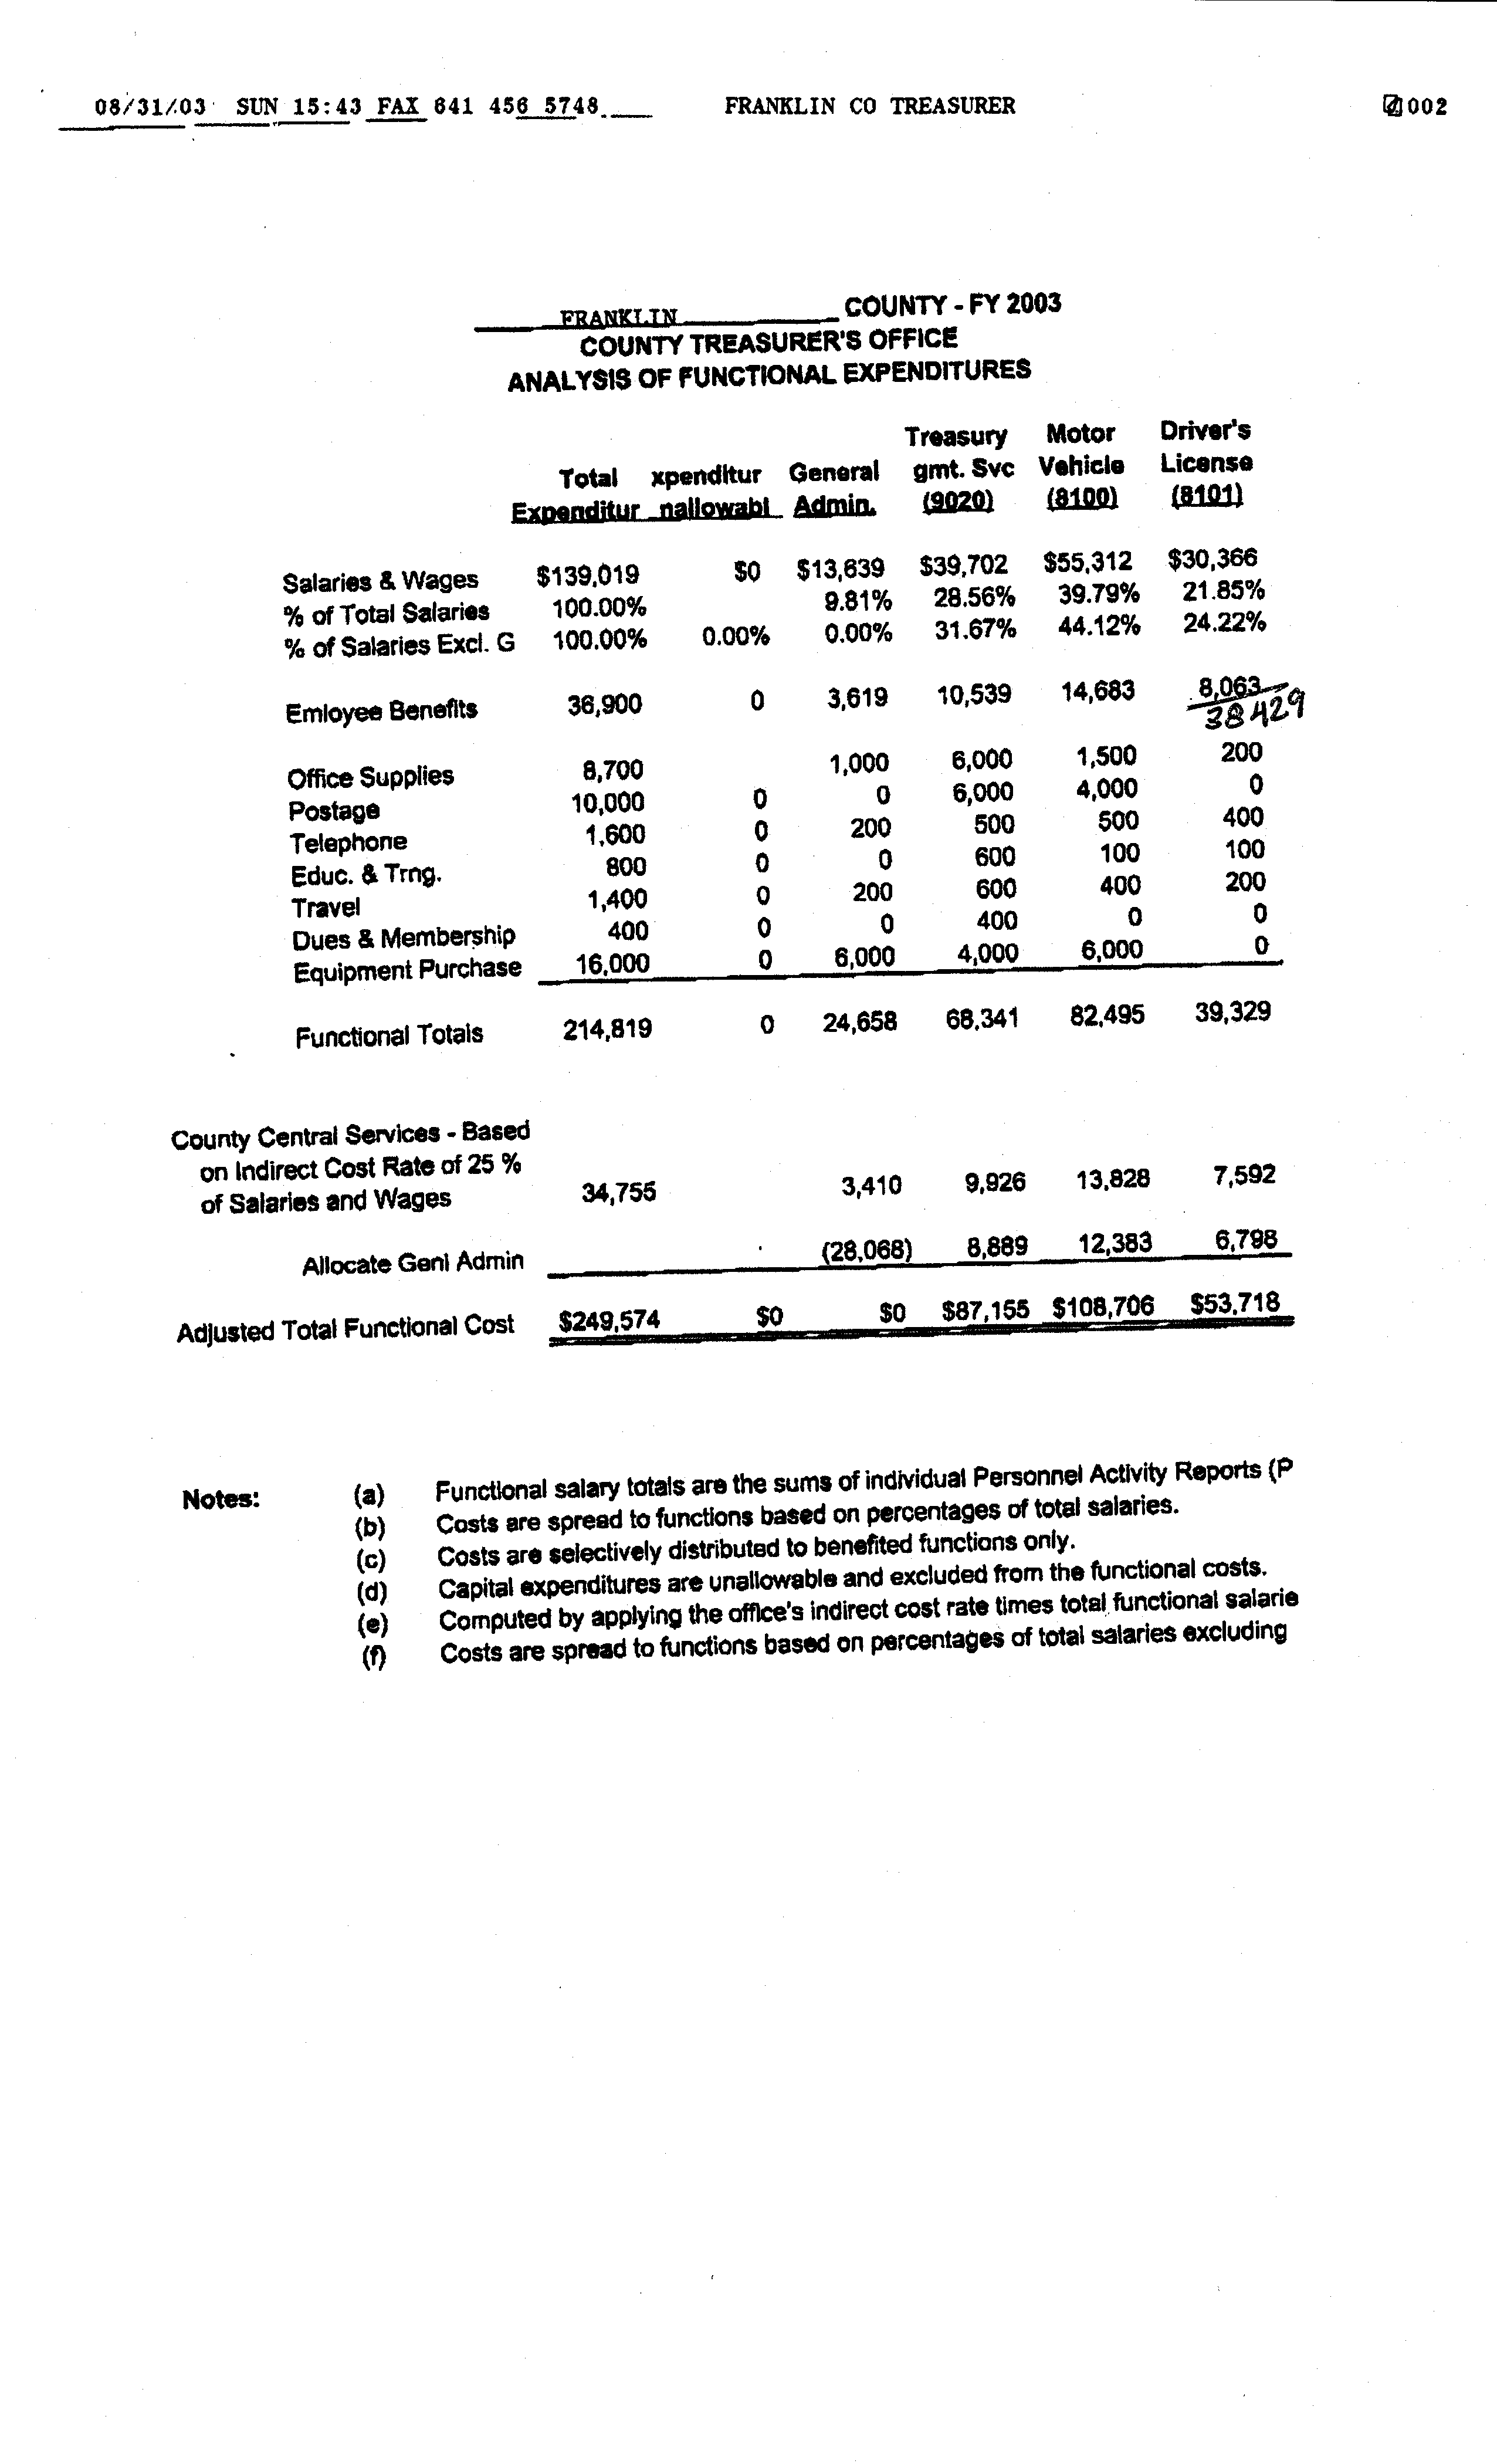 08/31/03 SUN 15:43 FAX 641 456 5748 FRANKLIN CO TREASURER 002
FRANKLIN COUNTY - FY 2003
COUNTY TREASURER'S OFFICE
ANALYSIS OF FUNCTIONAL EXPENDITURES
Treasury Motor Driver's
Total xpenditur General gmt. Svc Vehicle License
Expenditur nallowabl Admin. (9020) (8100) (8101)
Salaries & Wages $139,019 $0 $13,639 $39,702 $55,312 $30,366
% of Total Salaries 100.00% 9.81% 28.56% 39.79% 21.85%
% of Salaries Excl. G 100.00% 0.00% 0.00% 31.67% 44.12% 24.22%
Emloyee Benefits 36,900 0 3,619 10,539 14,683 8,063
38429
Office Supplies 8,700 1,000 6,000 1,500 200
Postage 10,000 0 0 6,000 4,000 0
Telephone 1,600 0 200 500 500 400
Educ. & Trng. 800 0 0 600 100 100
Travel 1,400 0 200 600 400 200
Dues & Membership 400 0 0 400 0 0
Equipment Purchase 16,000 0 6,000 4,000 6,000 0
Functional Totals 214,819 0 24,658 68,341 82,495 39,329
County Central Services - Based
on Indirect Cost Rate of 25 %
of Salaries and Wages 34,755 3,410 9,926 13,828 7,592
Allocate Genl Admin (28,068) 8,889 12,383 6,798
Adjusted Total Functional Cost $249,574 $0 $0 $87,155 $108,706 $53,718
Notes: (a) Functional salary totals are the sums of individual Personnel Activity Reports (P
(b) Costs are spread to functions based on percentages of total salaries.
(c) Costs are selectively distributed to benefited functions only.
(d) Capital expenditures are unallowable and excluded from the functional costs.
(e) Computed by applying the office's indirect cost rate times total functional salarie
(f) Costs are spread to functions based on percentages of total salaries excluding